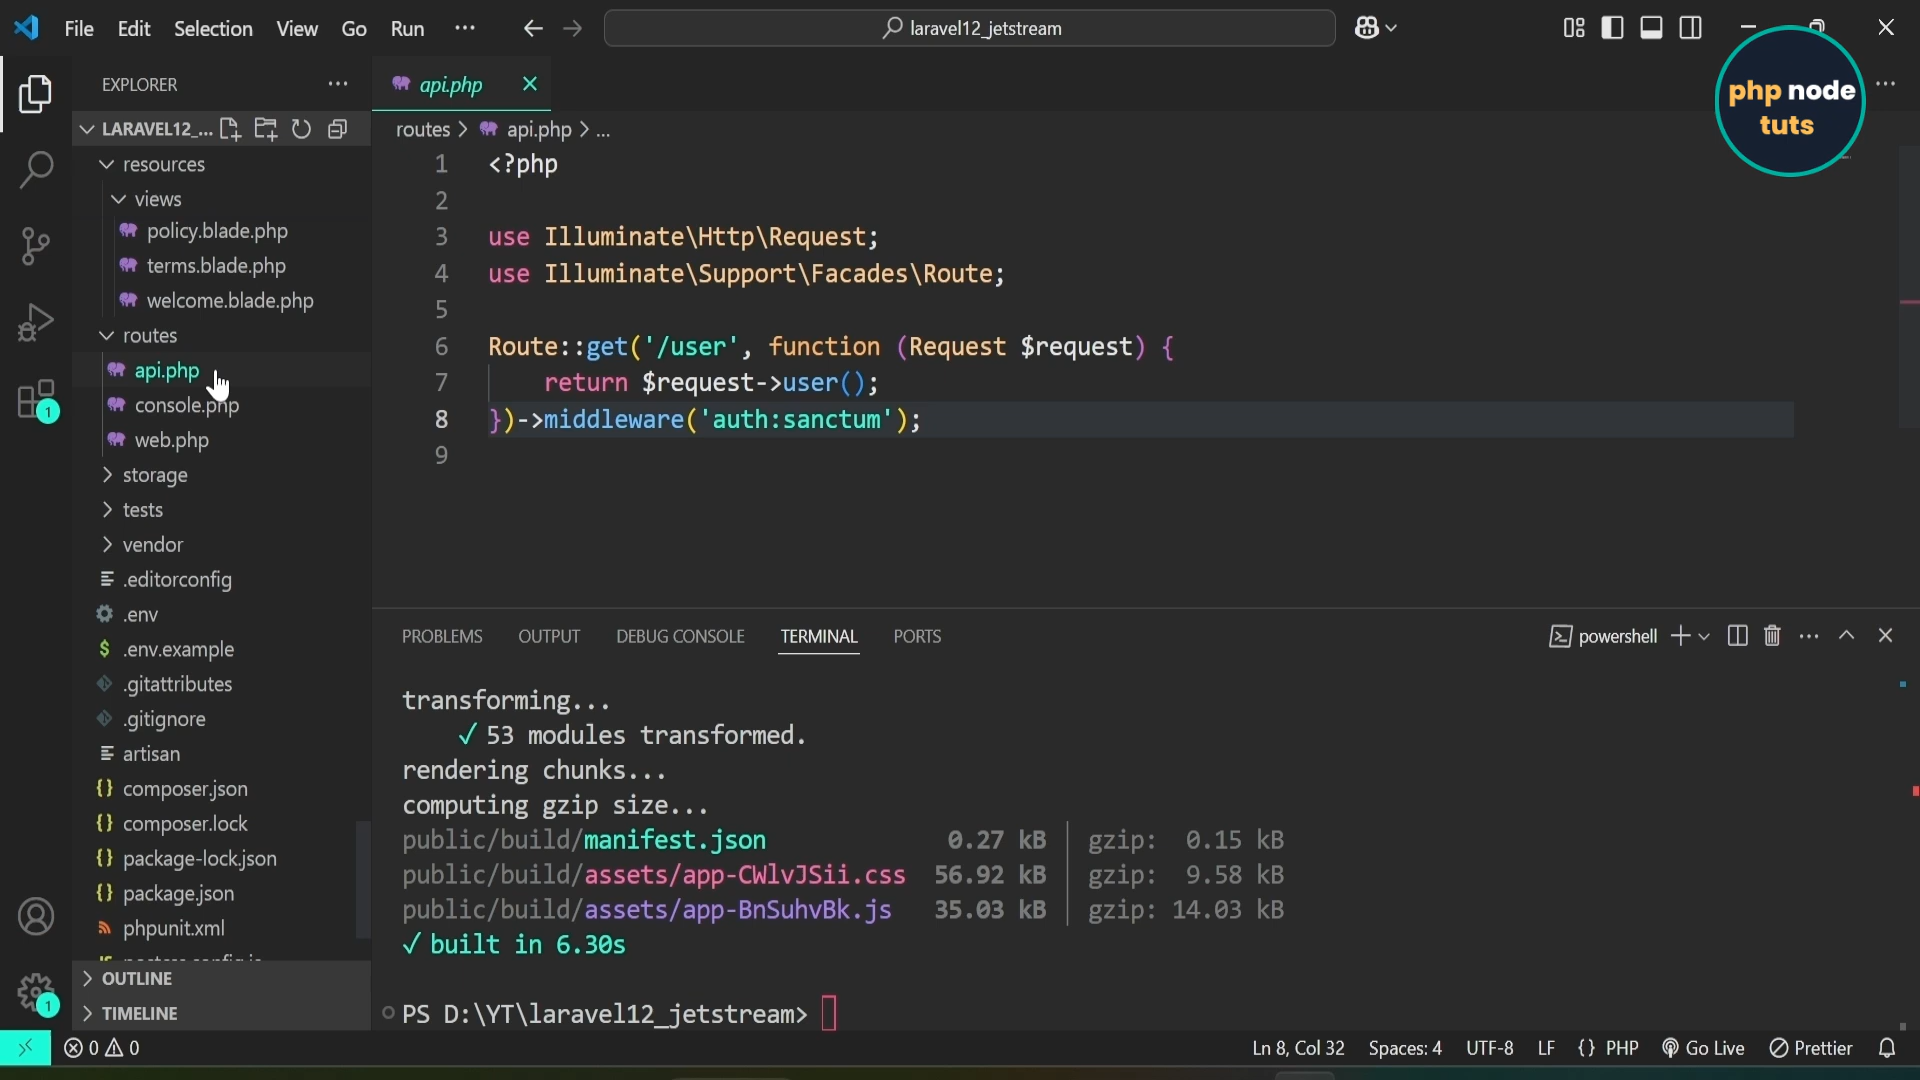 File Edit Selection View Go Run ... laravel12_jetstream
php node
tuts
EXPLORER
LARAVEL12_...
resources
views
policy.blade.php
terms.blade.php
welcome.blade.php
routes
api.php
console.php
web.php
storage
tests
vendor
.editorconfig
.env
$ .env.example
.gitattributes
.gitignore
artisan
{} composer.json
{} composer.lock
{} package-lock.json
{} package.json
phpunit.xml
OUTLINE
TIMELINE
1
1
api.php
routes > api.php > ...
1 <?php
2
3 use Illuminate\Http\Request;
4 use Illuminate\Support\Facades\Route;
5
6 Route::get('/user', function (Request $request) {
7 return $request->user();
8 })->middleware('auth:sanctum');
9
PROBLEMS OUTPUT DEBUG CONSOLE TERMINAL PORTS powershell
transforming...
✓ 53 modules transformed.
rendering chunks...
computing gzip size...
public/build/manifest.json 0.27 kB │ gzip: 0.15 kB
public/build/assets/app-CWlvJSii.css 56.92 kB │ gzip: 9.58 kB
public/build/assets/app-BnSuhvBk.js 35.03 kB │ gzip: 14.03 kB
✓ built in 6.30s
PS D:\YT\laravel12_jetstream>
0 0 Ln 8, Col 32 Spaces: 4 UTF-8 LF {} PHP Go Live Prettier